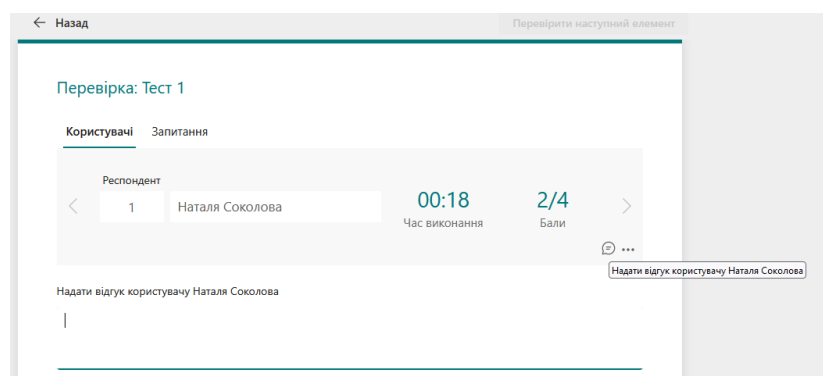 Назад
Перевірити наступний елемент
Перевірка: Тест 1
Користувачі Запитання
Респондент
1 Наталя Соколова 00:18 2/4
Час виконання Бали
Надати відгук користувачу Наталя Соколова
Надати відгук користувачу Наталя Соколова